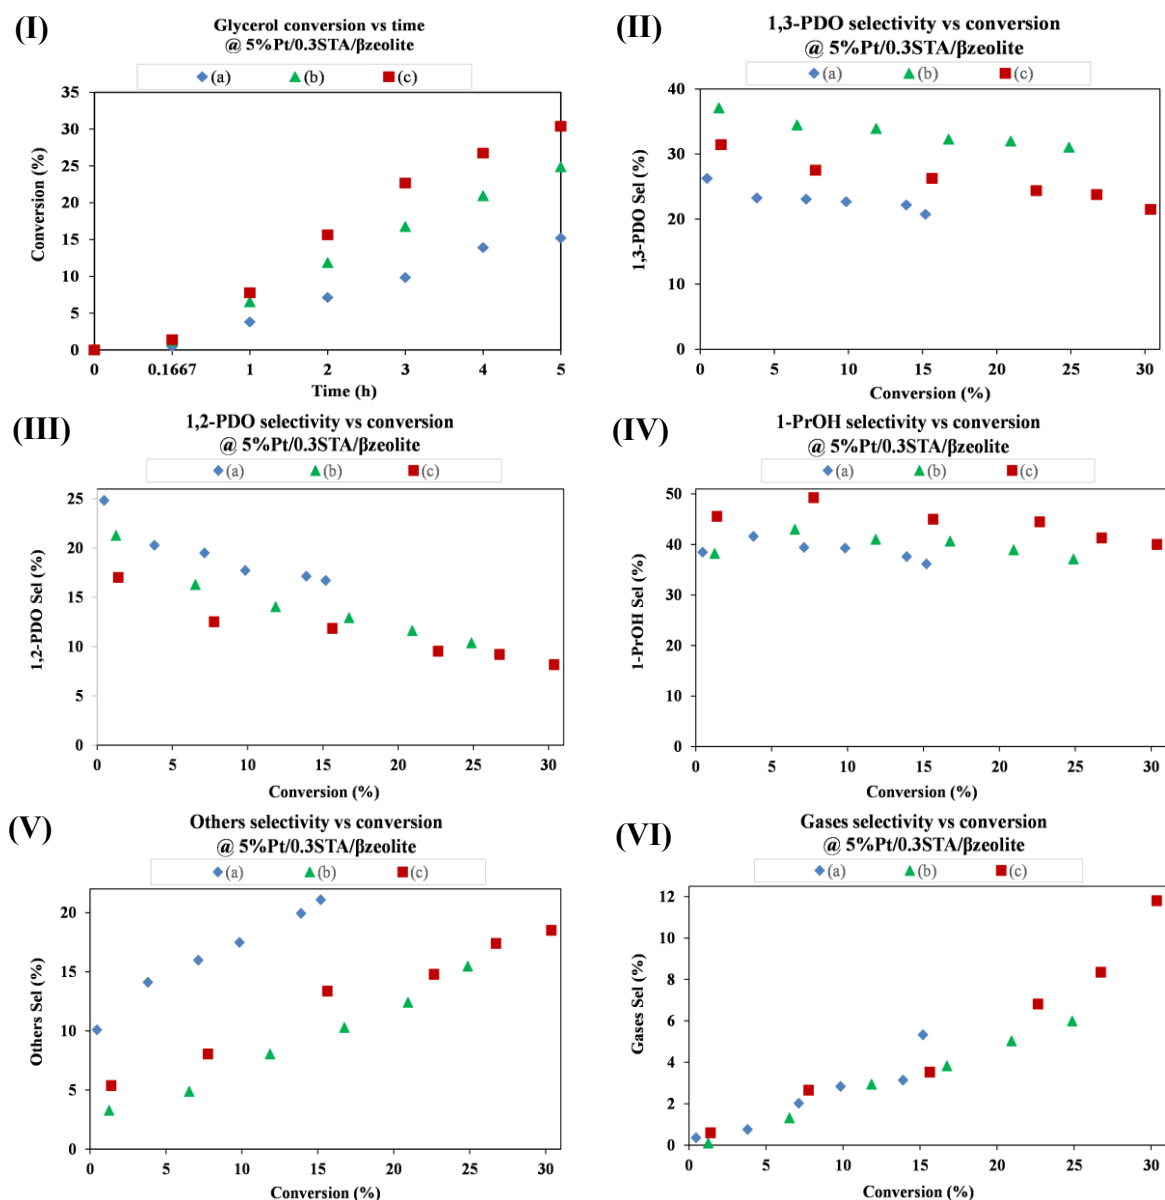 (I)
Glycerol conversion vs time
@ 5%Pt/0.3STA/βzeolite
(a) (b) (c)
35
30
25
20
15
10
5
0
Conversion (%)
0 0.1667 1 2 3 4 5
Time (h)
(II)
1,3-PDO selectivity vs conversion
@ 5%Pt/0.3STA/βzeolite
(a) (b) (c)
40
30
20
10
0
1,3-PDO Sel (%)
0 5 10 15 20 25 30
Conversion (%)
(III)
1,2-PDO selectivity vs conversion
@ 5%Pt/0.3STA/βzeolite
(a) (b) (c)
25
20
15
10
5
0
1,2-PDO Sel (%)
0 5 10 15 20 25 30
Conversion (%)
(IV)
1-PrOH selectivity vs conversion
@ 5%Pt/0.3STA/βzeolite
(a) (b) (c)
50
40
30
20
10
0
1-PrOH Sel (%)
0 5 10 15 20 25 30
Conversion (%)
(V)
Others selectivity vs conversion
@ 5%Pt/0.3STA/βzeolite
(a) (b) (c)
20
15
10
5
0
Others Sel (%)
0 5 10 15 20 25 30
Conversion (%)
(VI)
Gases selectivity vs conversion
@ 5%Pt/0.3STA/βzeolite
(a) (b) (c)
12
10
8
6
4
2
0
Gases Sel (%)
0 5 10 15 20 25 30
Conversion (%)